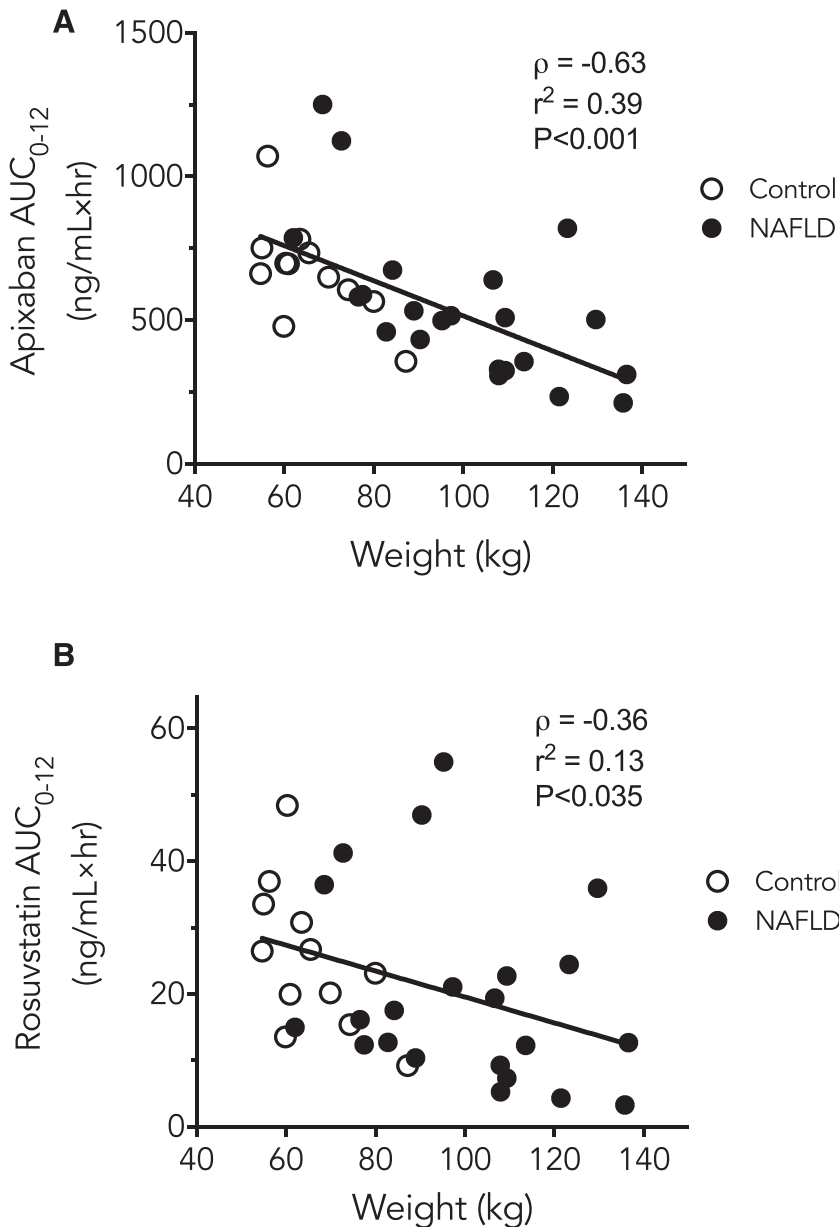 A
Apixaban AUC0-12
(ng/mL×hr)
1500
1000
500
0
ρ = -0.63
r2 = 0.39
P<0.001
Control
NAFLD
40 60 80 100 120 140
Weight (kg)
B
Rosuvstatin AUC0-12
(ng/mL×hr)
60
40
20
0
ρ = -0.36
r2 = 0.13
P<0.035
Control
NAFLD
40 60 80 100 120 140
Weight (kg)